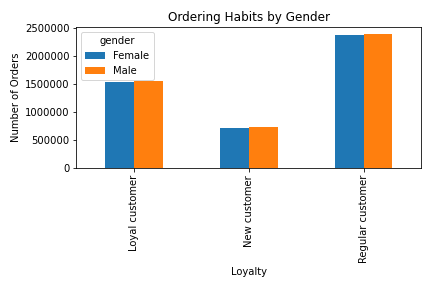 Ordering Habits by Gender
2500000
2000000
1500000
1000000
500000
0
Number of Orders
gender
Female
Male
Loyal customer
New customer
Regular customer
Loyalty